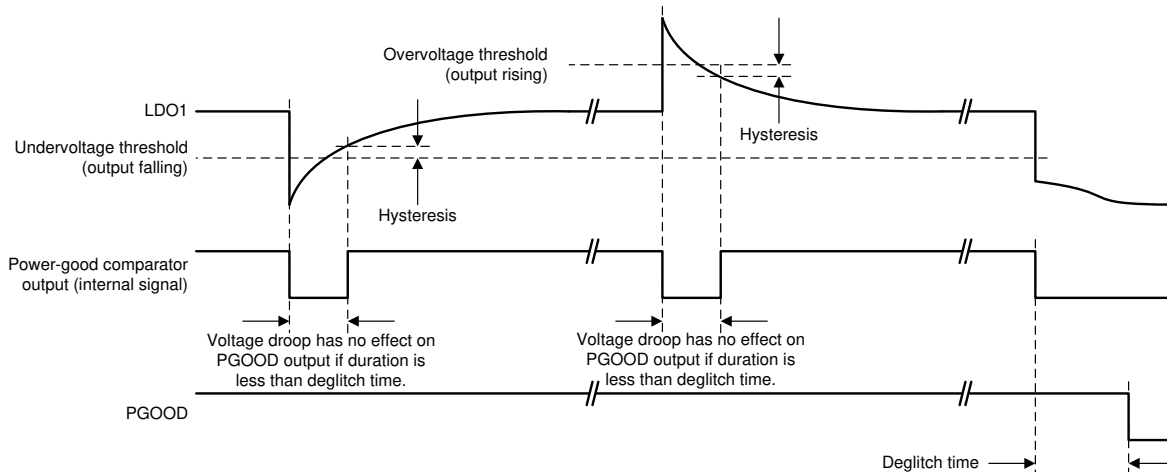 Overvoltage threshold
(output rising)
LDO1
Hysteresis
Undervoltage threshold
(output falling)
Hysteresis
Power-good comparator
output (internal signal)
Voltage droop has no effect on
PGOOD output if duration is
less than deglitch time.
Voltage droop has no effect on
PGOOD output if duration is
less than deglitch time.
PGOOD
Deglitch time